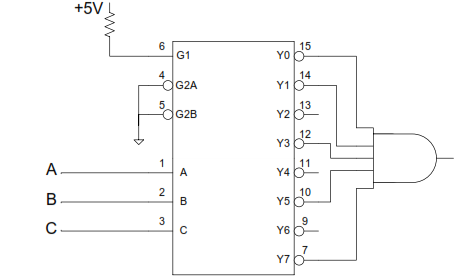 +5V
6 G1 Y0 15
4 G2A Y1 14
5 G2B Y2 13
Y3 12
A 1 A Y4 11
B 2 B Y5 10
C 3 C Y6 9
Y7 7